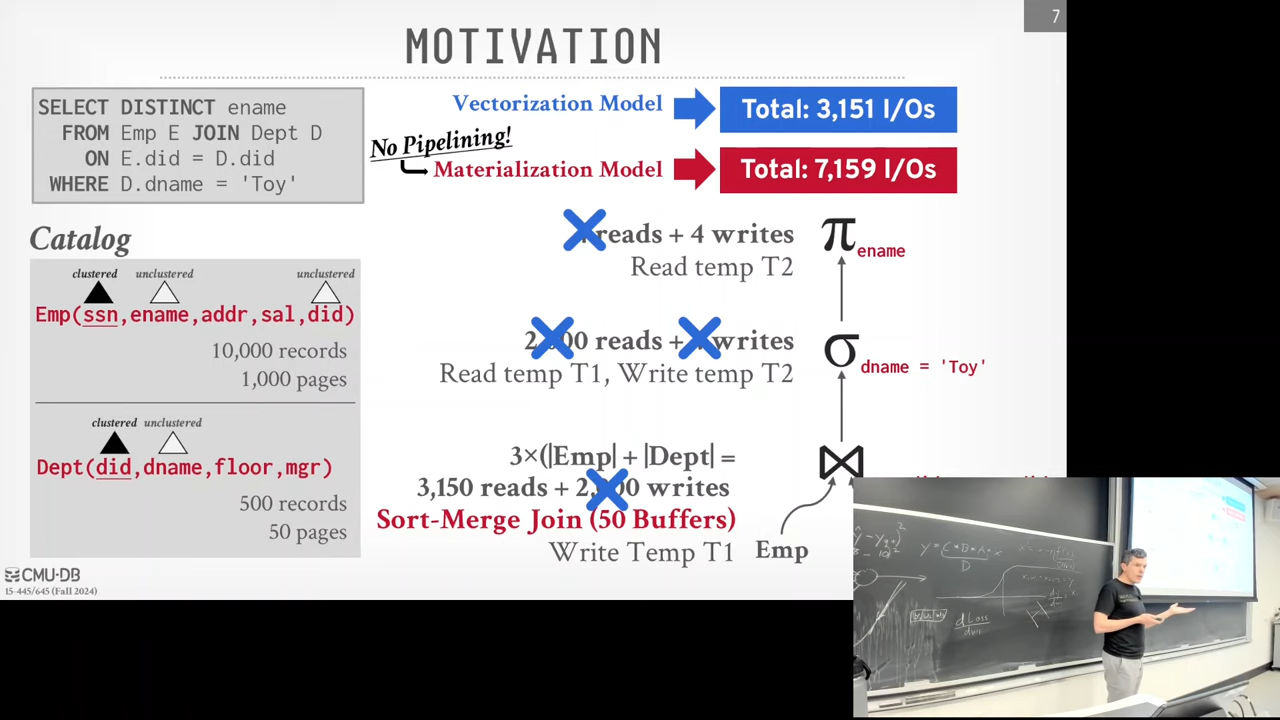 7
MOTIVATION
SELECT DISTINCT ename
FROM Emp E JOIN Dept D
ON E.did = D.did
WHERE D.dname = 'Toy'
Vectorization Model
Total: 3,151 I/Os
No Pipelining!
Materialization Model
Total: 7,159 I/Os
Catalog
clustered unclustered unclustered
Emp(ssn,ename,addr,sal,did)
10,000 records
1,000 pages
clustered unclustered
Dept(did,dname,floor,mgr)
500 records
50 pages
reads + 4 writes
Read temp T2
π ename
reads + writes
Read temp T1, Write temp T2
σ dname = 'Toy'
3×(|Emp| + |Dept| =
3,150 reads + writes
Sort-Merge Join (50 Buffers)
Write Temp T1
⋈
Emp
CMU-DB
15-445/645 (Fall 2024)